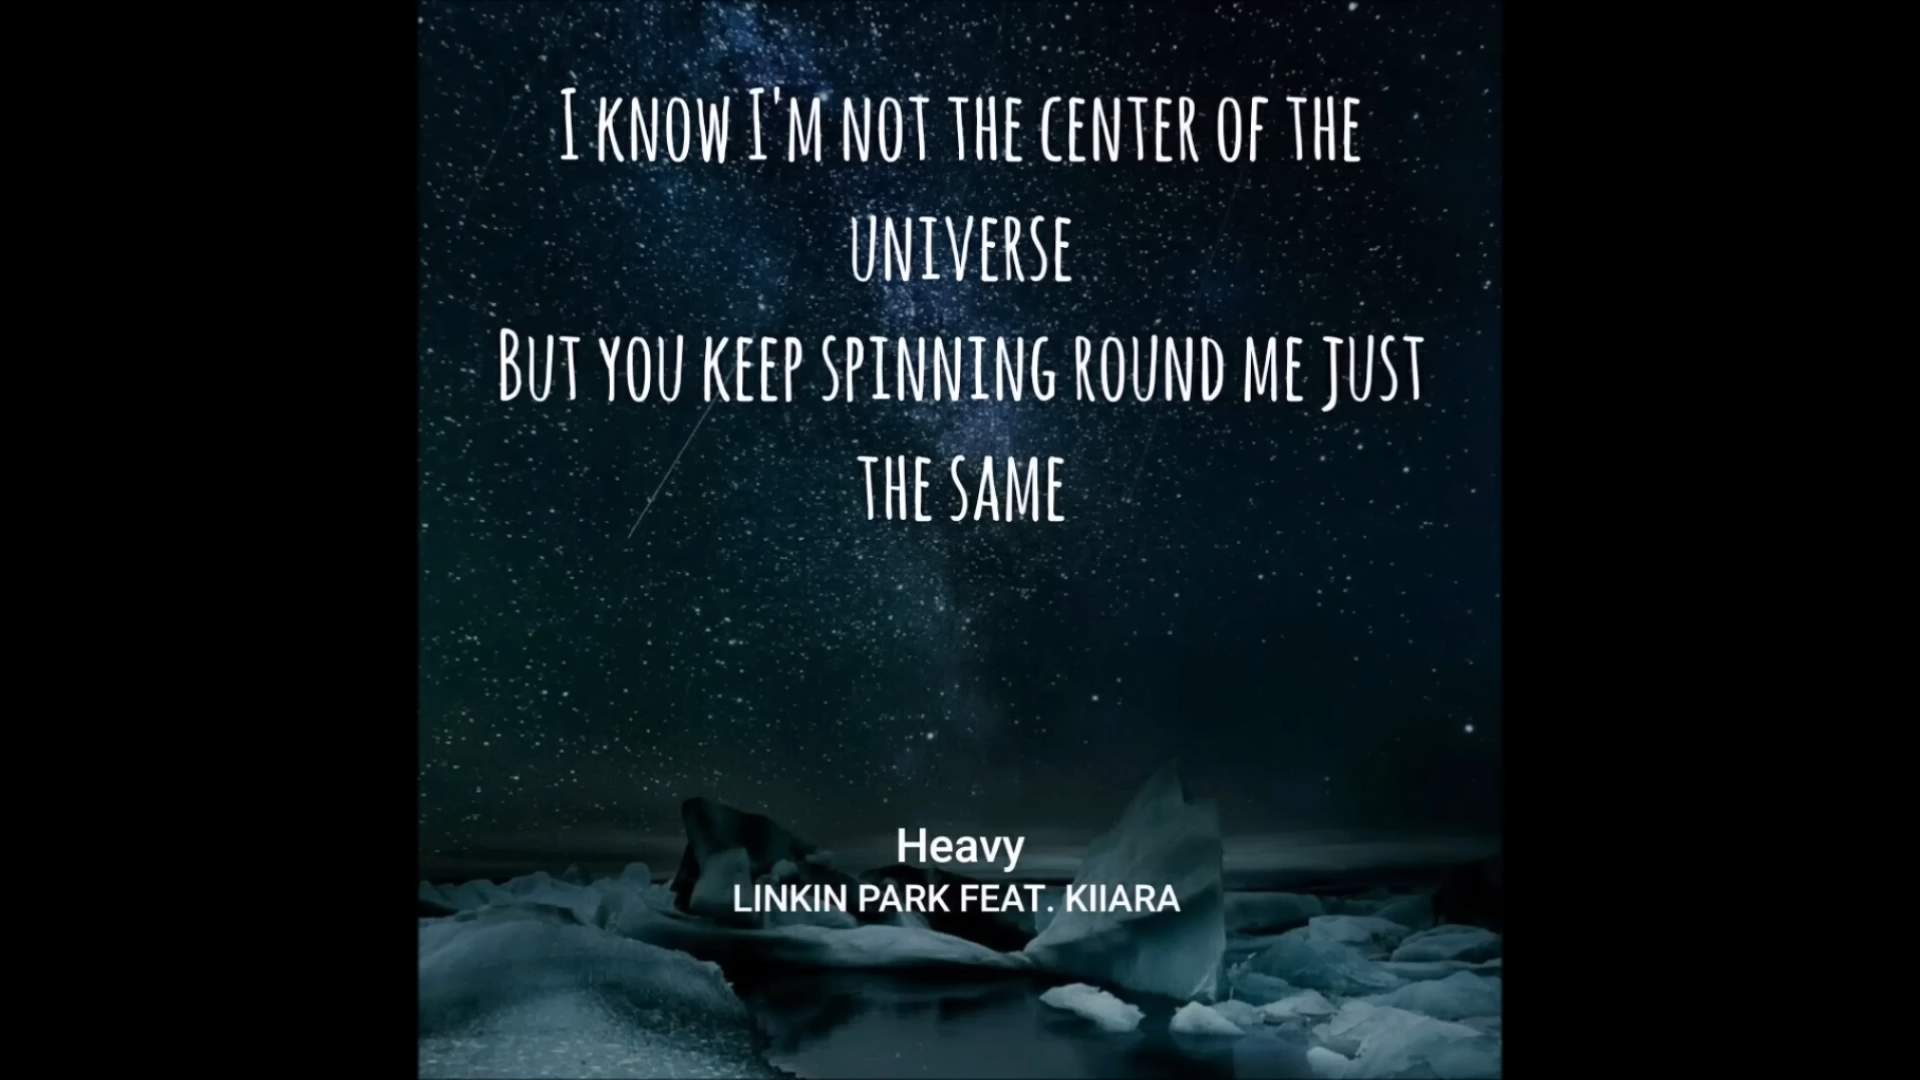 I KNOW I'M NOT THE CENTER OF THE
UNIVERSE
BUT YOU KEEP SPINNING ROUND ME JUST
THE SAME
Heavy
LINKIN PARK FEAT. KIIARA